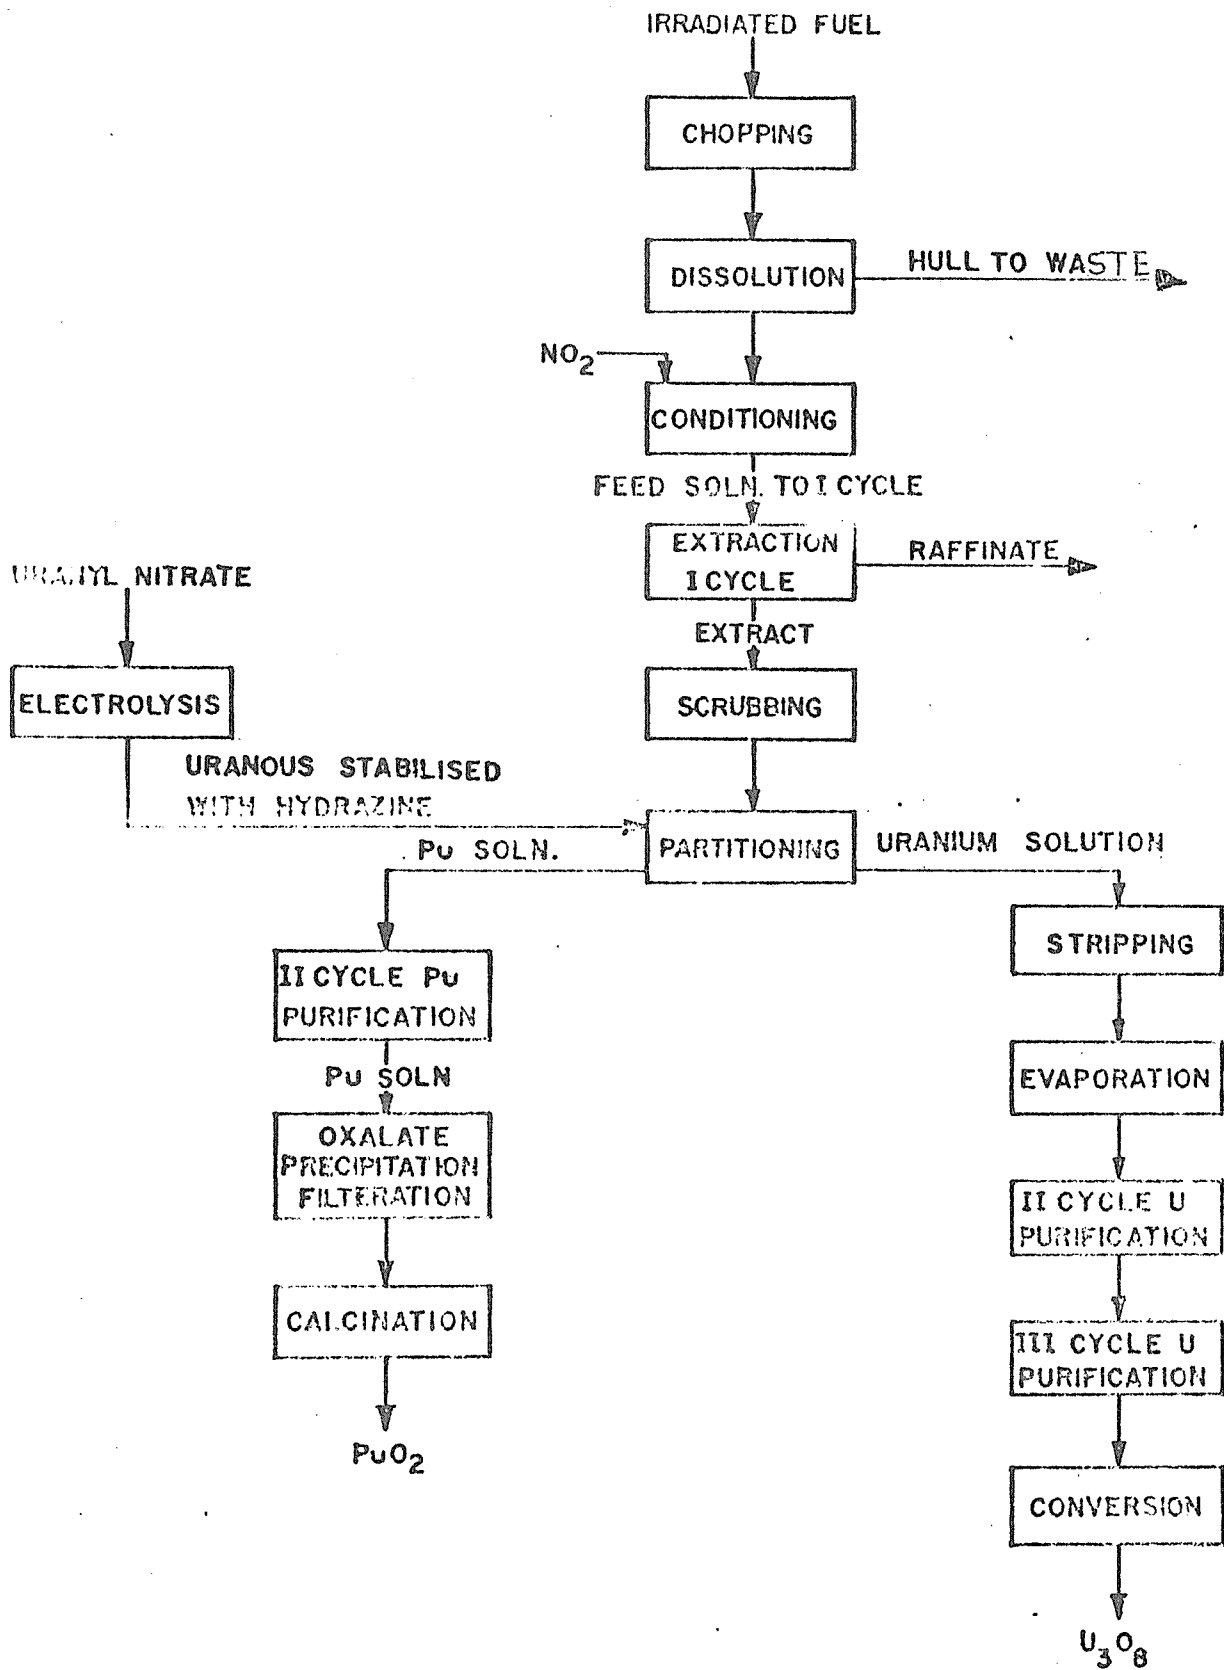 IRRADIATED FUEL
CHOPPING
DISSOLUTION
HULL TO WASTE
NO₂
CONDITIONING
FEED SOLN. TO I CYCLE
EXTRACTION
I CYCLE
RAFFINATE
URANYL NITRATE
EXTRACT
ELECTROLYSIS
SCRUBBING
URANOUS STABILISED
WITH HYDRAZINE
Pu SOLN.
PARTITIONING
URANIUM SOLUTION
STRIPPING
II CYCLE Pu
PURIFICATION
EVAPORATION
Pu SOLN
OXALATE
PRECIPITATION
FILTERATION
II CYCLE U
PURIFICATION
CALCINATION
III CYCLE U
PURIFICATION
PuO₂
CONVERSION
U₃O₈